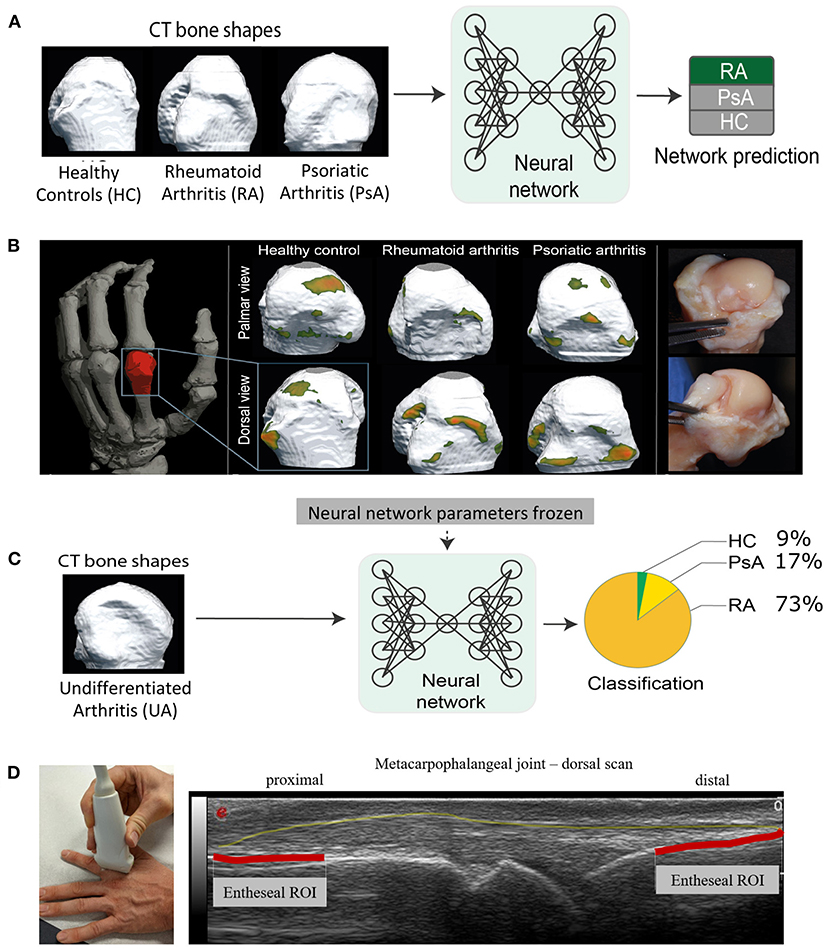 A
CT bone shapes
Healthy
Controls (HC)
Rheumatoid
Arthritis (RA)
Psoriatic
Arthritis (PsA)
Neural
network
RA
PsA
HC
Network prediction
B
Healthy control
Rheumatoid arthritis
Psoriatic arthritis
Palmar view
Dorsal view
Neural network parameters frozen
C
CT bone shapes
Undifferentiated
Arthritis (UA)
Neural
network
HC 9%
PsA 17%
RA 73%
Classification
D
Metacarpophalangeal joint – dorsal scan
proximal
distal
e
0
Entheseal ROI
Entheseal ROI